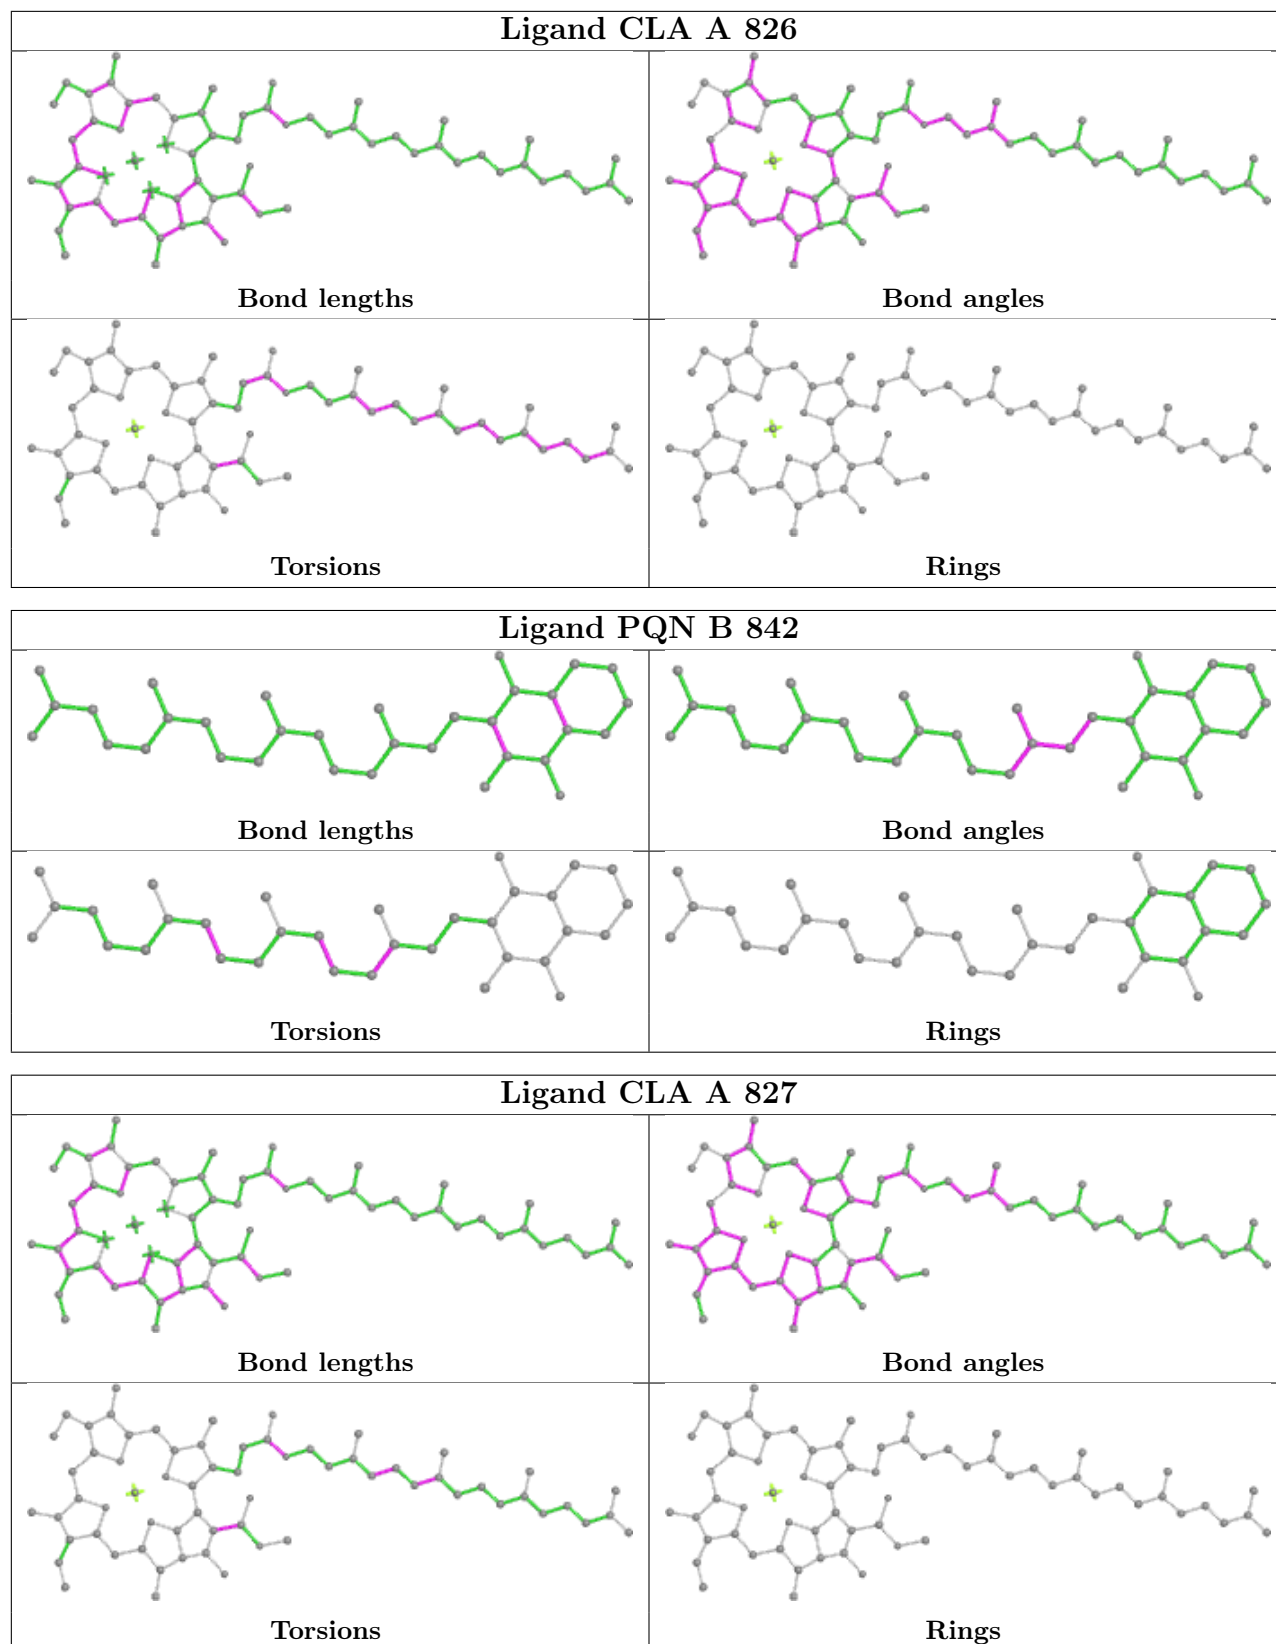 Ligand CLA A 826
Bond lengths
Bond angles
Torsions
Rings
Ligand PQN B 842
Bond lengths
Bond angles
Torsions
Rings
Ligand CLA A 827
Bond lengths
Bond angles
Torsions
Rings